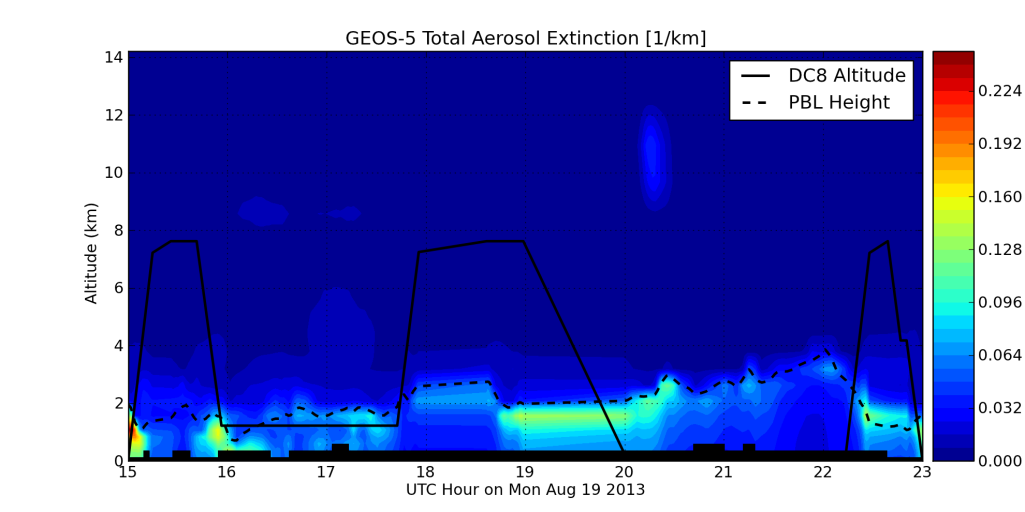 GEOS-5 Total Aerosol Extinction [1/km]
DC8 Altitude
PBL Height
Altitude (km)
14
12
10
8
6
4
2
0
15 16 17 18 19 20 21 22 23
UTC Hour on Mon Aug 19 2013
0.224
0.192
0.160
0.128
0.096
0.064
0.032
0.000